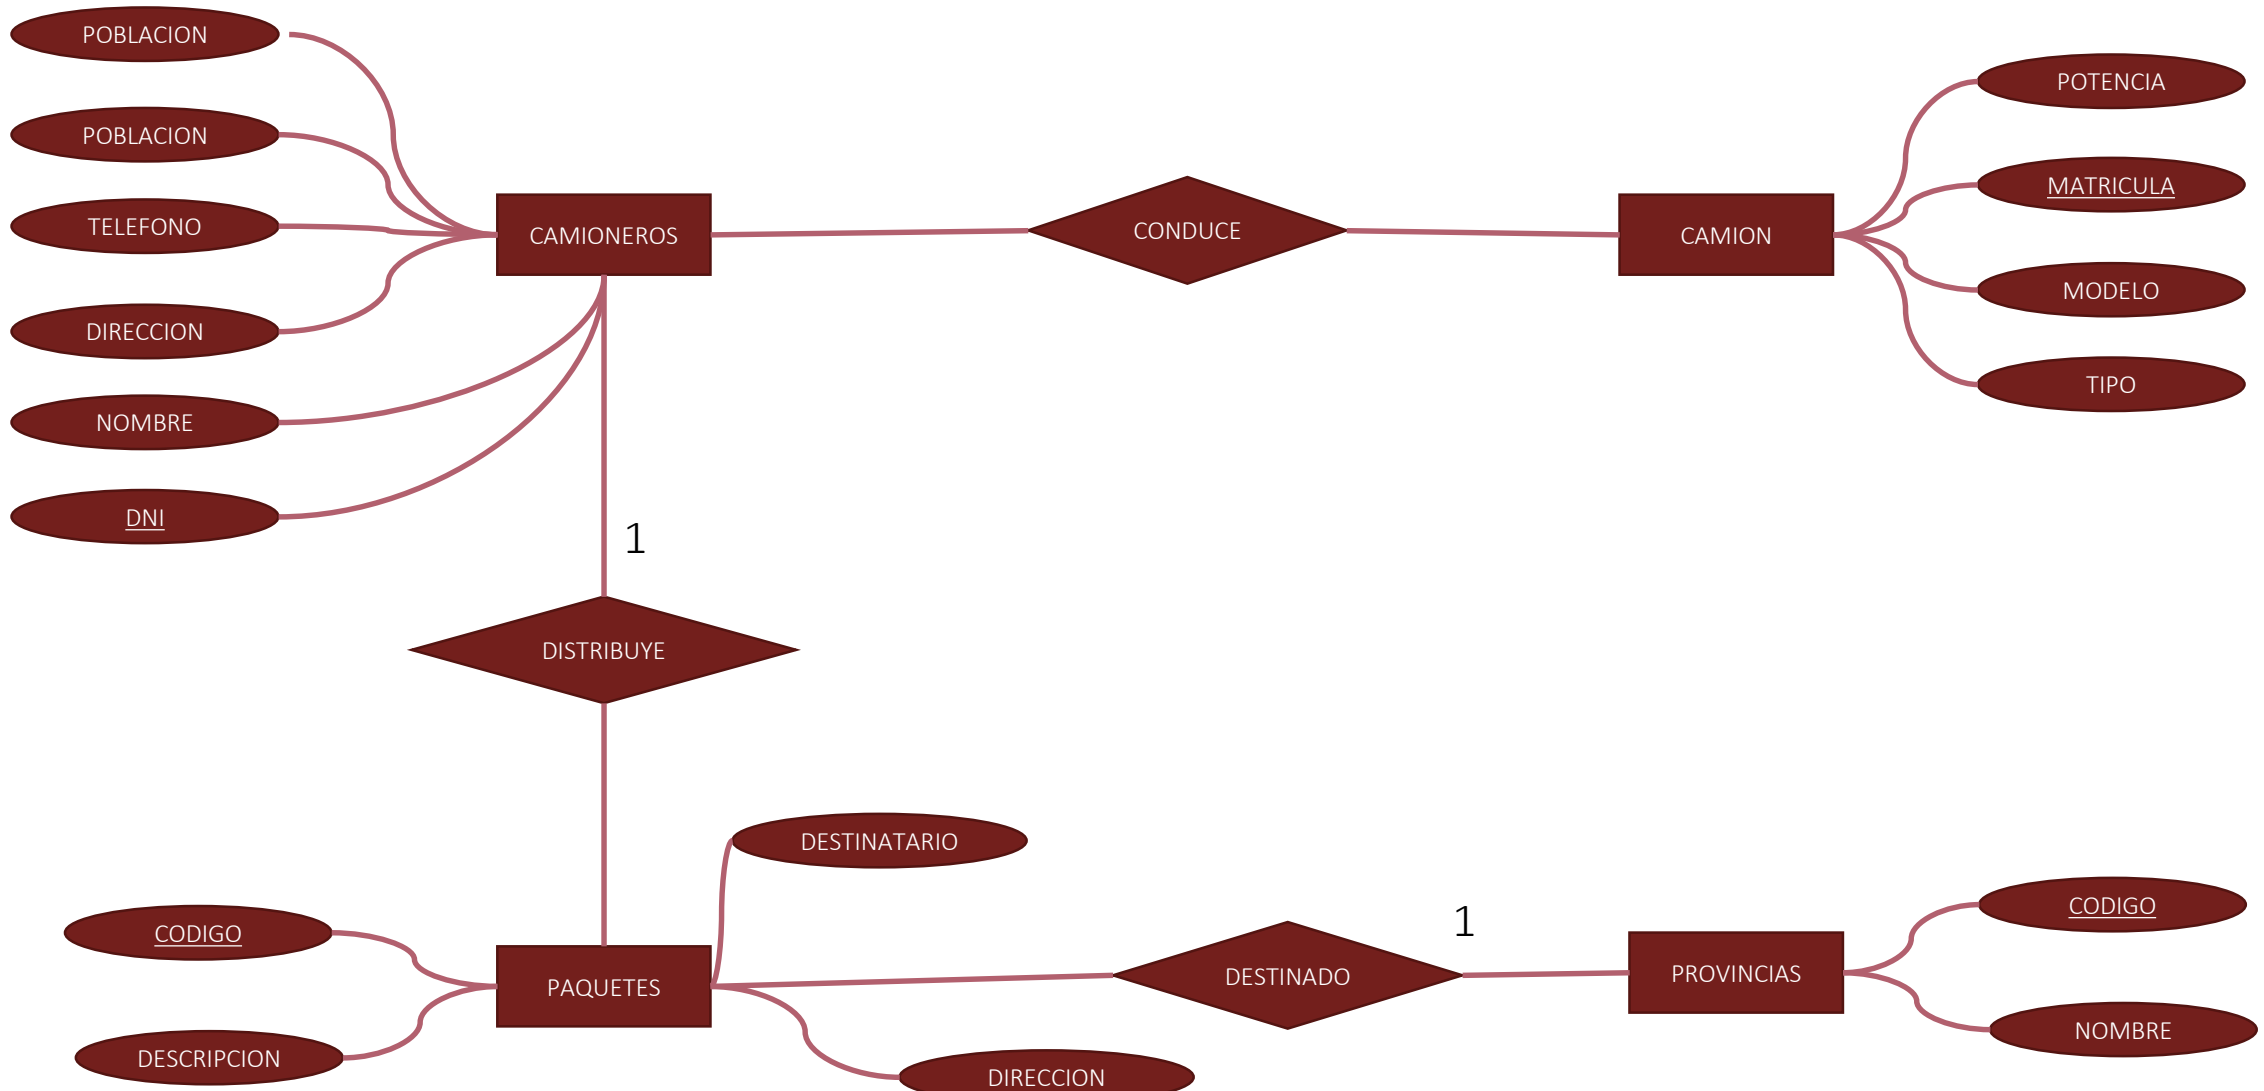 POBLACION
POBLACION
TELEFONO
DIRECCION
NOMBRE
DNI
CAMIONEROS
CONDUCE
CAMION
POTENCIA
MATRICULA
MODELO
TIPO
1
DISTRIBUYE
DESTINATARIO
CODIGO
DESCRIPCION
PAQUETES
DIRECCION
DESTINADO
1
PROVINCIAS
CODIGO
NOMBRE